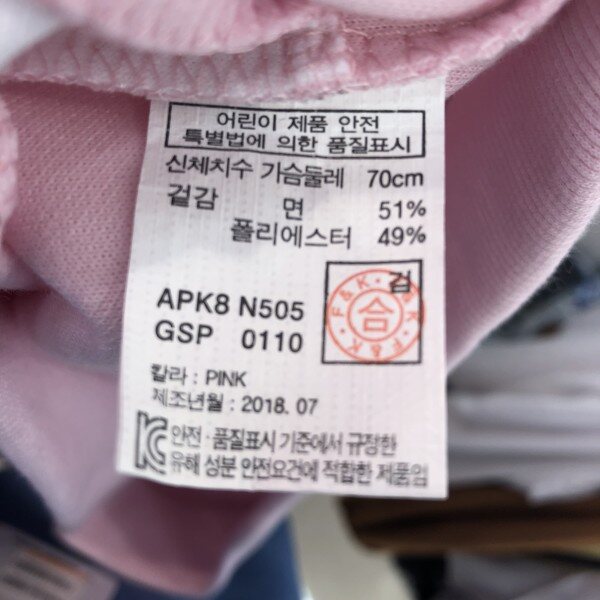 어린이 제품 안전
특별법에 의한 품질표시
신체치수 가슴둘레 70cm
겉감 면 51%
폴리에스터 49%
검
F&K F&K F&K
合
APK8 N505
GSP 0110
칼라 : PINK
제조년월 : 2018. 07
KC 안전·품질표시 기준에서 규정한
유해 성분 안전요건에 적합한 제품임